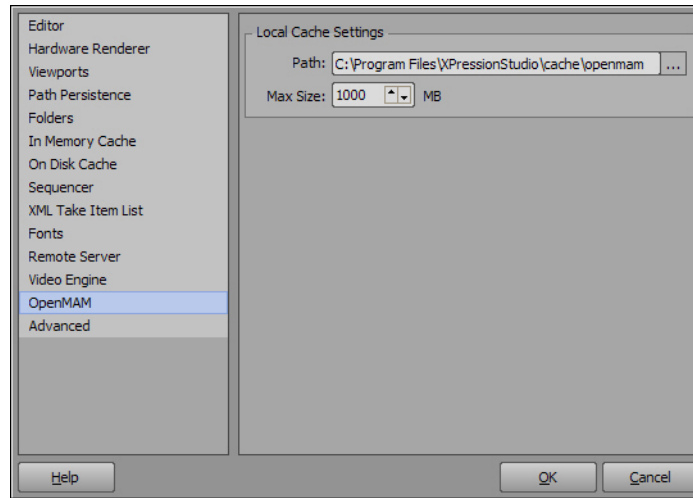 Editor
Hardware Renderer
Viewports
Path Persistence
Folders
In Memory Cache
On Disk Cache
Sequencer
XML Take Item List
Fonts
Remote Server
Video Engine
OpenMAM
Advanced
Local Cache Settings
Path: C:\Program Files\XPressionStudio\cache\openmam ...
Max Size: 1000 MB
Help OK Cancel